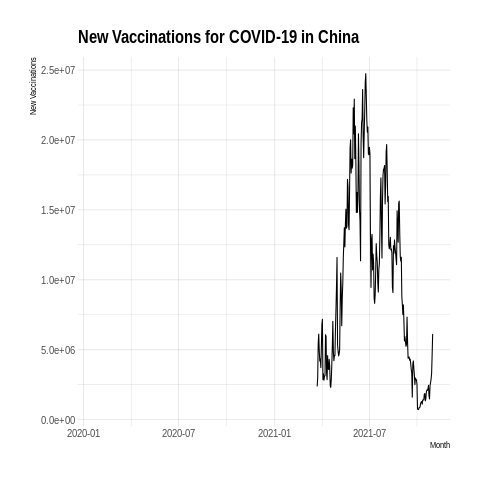 New Vaccinations for COVID-19 in China
New Vaccinations
2.5e+07
2.0e+07
1.5e+07
1.0e+07
5.0e+06
0.0e+00
2020-01 2020-07 2021-01 2021-07
Month